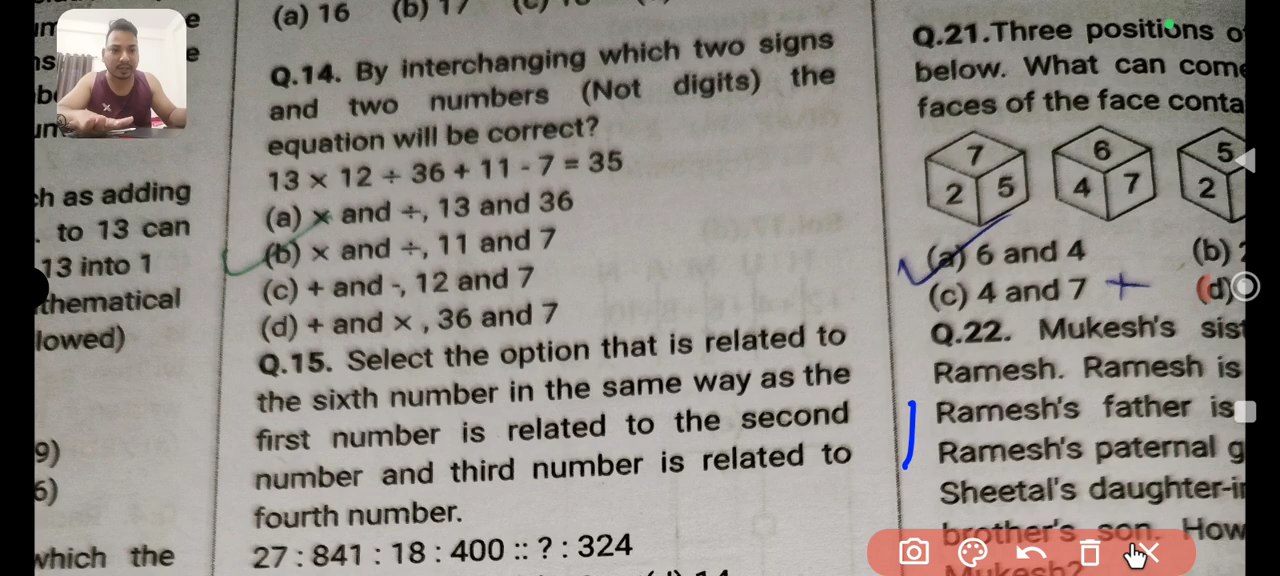 (a) 16 (b) 17
Q.14. By interchanging which two signs
and two numbers (Not digits) the
equation will be correct?
13 × 12 ÷ 36 + 11 - 7 = 35
(a) × and ÷, 13 and 36
(b) × and ÷, 11 and 7
(c) + and -, 12 and 7
(d) + and × , 36 and 7
Q.15. Select the option that is related to
the sixth number in the same way as the
first number is related to the second
number and third number is related to
fourth number.
27 : 841 : 18 : 400 :: ? : 324
as adding
. to 13 can
13 into 1
9)
6)
which the
Q.21.Three positions
below. What can
faces of the face
7
2 5
6
4 7
5
2
(a) 6 and 4 (b)
(c) 4 and 7 (d)
Q.22. Mukesh's
Ramesh. Ramesh is
Ramesh's father is
Ramesh's paternal
Sheetal's
brother's son. How
Mukesh?